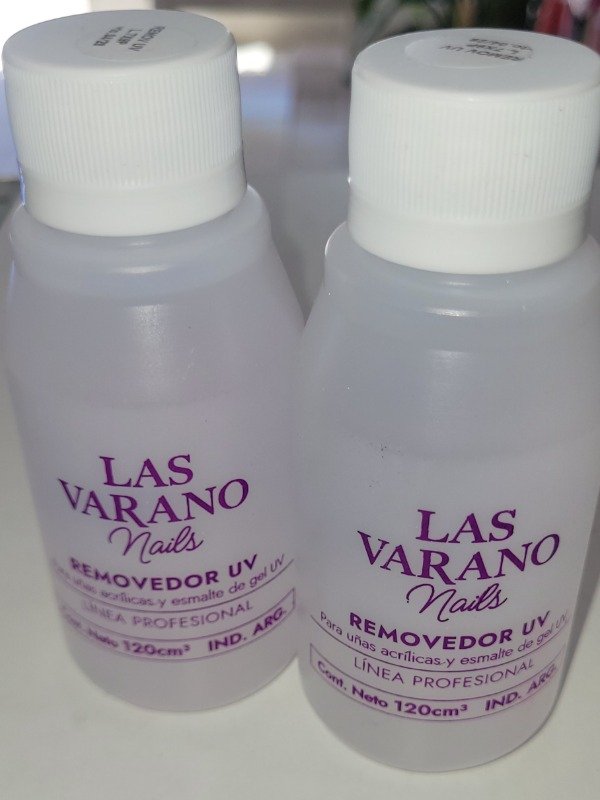 LAS
VARANO
Nails
REMOVEDOR UV
Para uñas acrílicas y esmalte de gel UV
LÍNEA PROFESIONAL
Cont. Neto 120cm³ IND. ARG.
LAS
VARANO
Nails
REMOVEDOR UV
Para uñas acrílicas y esmalte de gel UV
LÍNEA PROFESIONAL
Cont. Neto 120cm³ IND. ARG.